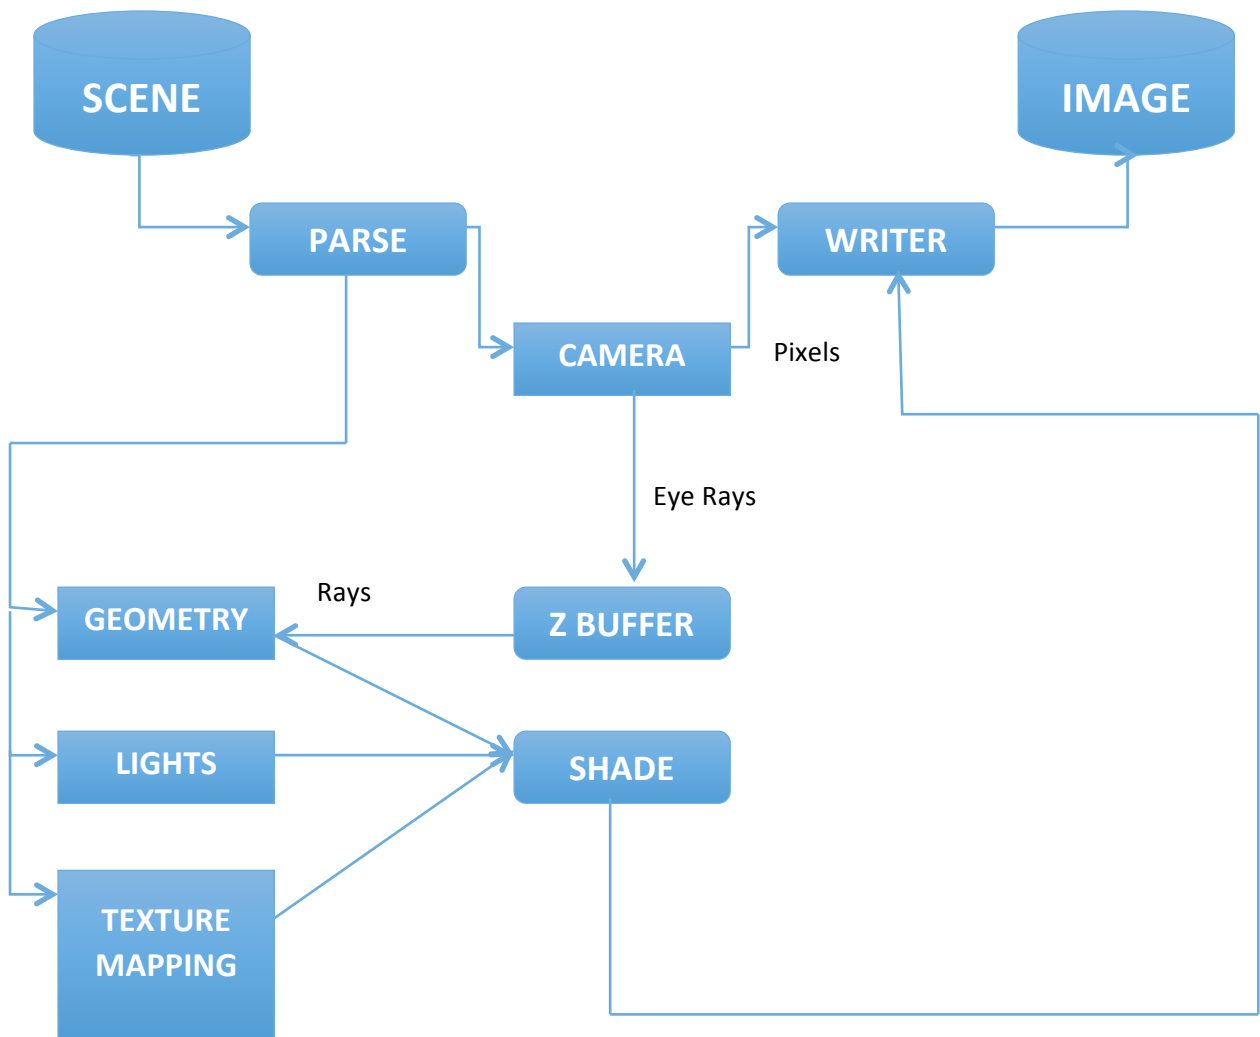 SCENE
IMAGE
PARSE
WRITER
CAMERA
Pixels
Eye Rays
GEOMETRY
Rays
Z BUFFER
LIGHTS
SHADE
TEXTURE
MAPPING